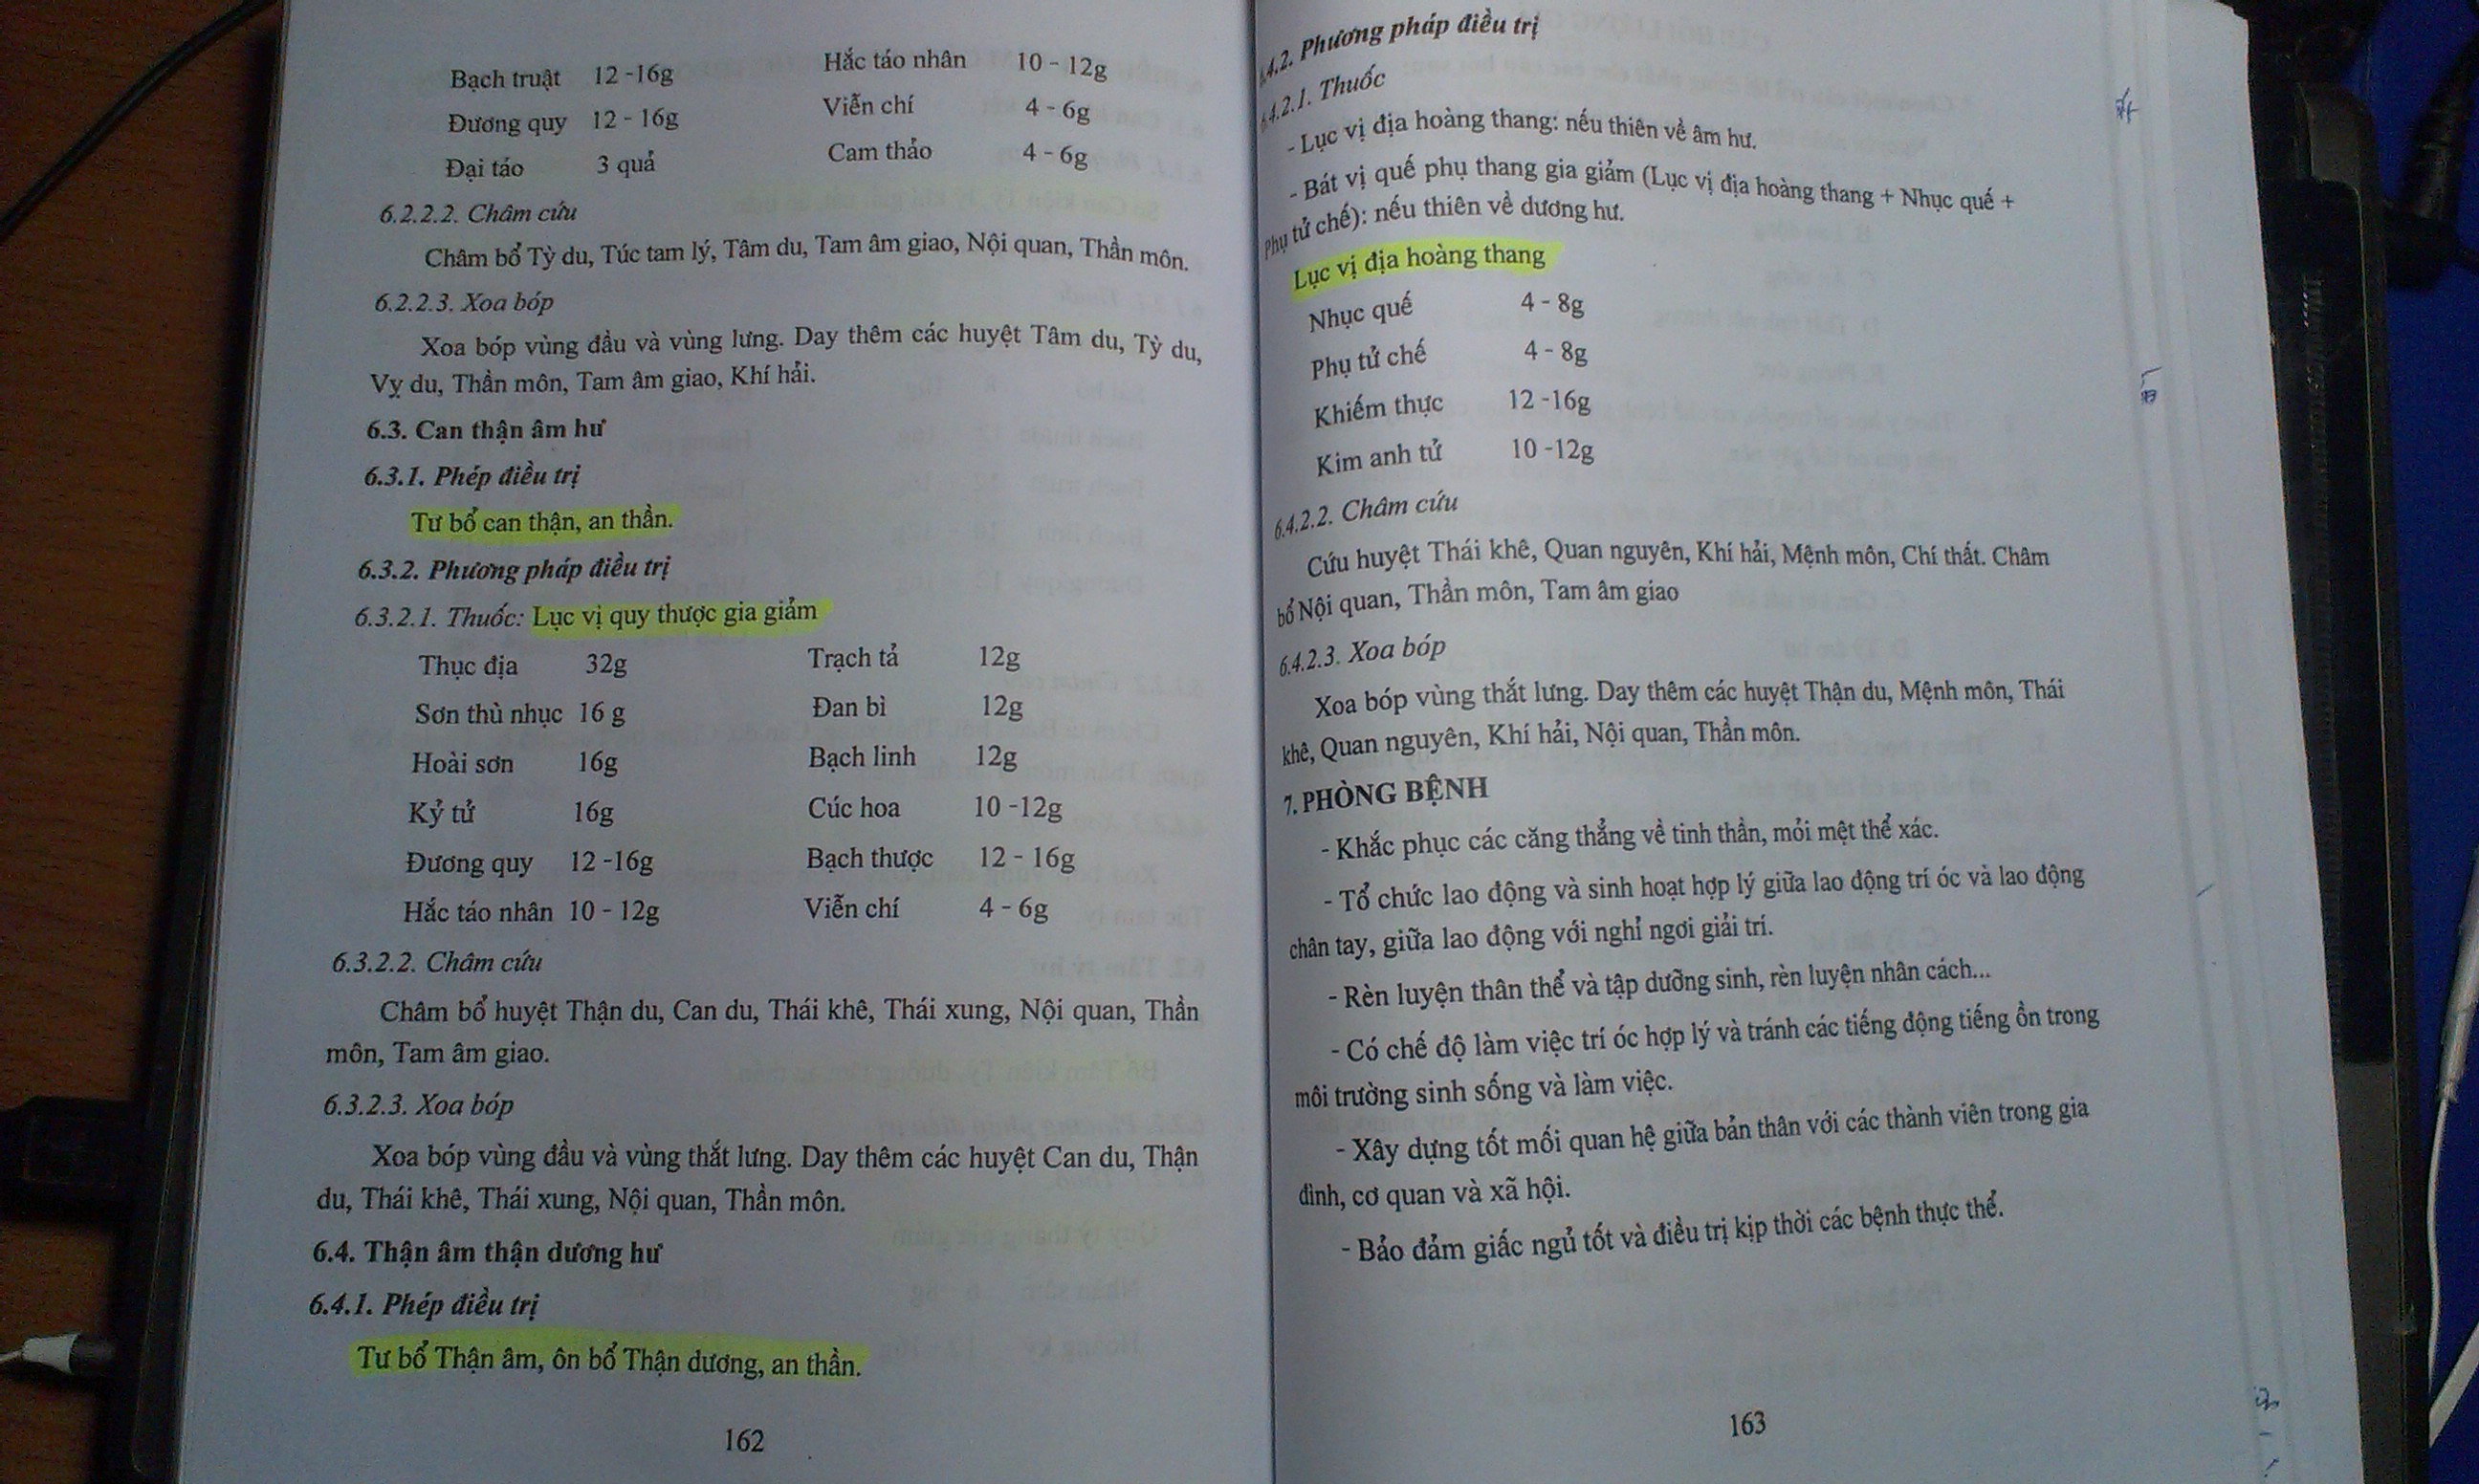 Bạch truật 12 -16g Hắc táo nhân 10 - 12g
Đương quy 12 - 16g Viễn chí 4 - 6g
Đại táo 3 quả Cam thảo 4 - 6g
6.2.2.2. Châm cứu
Châm bổ Tỳ du, Túc tam lý, Tâm du, Tam âm giao, Nội quan, Thần môn.
6.2.2.3. Xoa bóp
Xoa bóp vùng đầu và vùng lưng. Day thêm các huyệt Tâm du, Tỳ du,
Vỵ du, Thần môn, Tam âm giao, Khí hải.
6.3. Can thận âm hư
6.3.1. Phép điều trị
Tư bổ can thận, an thần.
6.3.2. Phương pháp điều trị
6.3.2.1. Thuốc: Lục vị quy thược gia giảm
Thục địa 32g Trạch tả 12g
Sơn thù nhục 16 g Đan bì 12g
Hoài sơn 16g Bạch linh 12g
Kỷ tử 16g Cúc hoa 10 -12g
Đương quy 12 -16g Bạch thược 12 - 16g
Hắc táo nhân 10 - 12g Viễn chí 4 - 6g
6.3.2.2. Châm cứu
Châm bổ huyệt Thận du, Can du, Thái khê, Thái xung, Nội quan, Thần
môn, Tam âm giao.
6.3.2.3. Xoa bóp
Xoa bóp vùng đầu và vùng thắt lưng. Day thêm các huyệt Can du, Thận
du, Thái khê, Thái xung, Nội quan, Thần môn.
6.4. Thận âm thận dương hư
6.4.1. Phép điều trị
Tư bổ Thận âm, ôn bổ Thận dương, an thần.
162
6.4.2. Phương pháp điều trị
6.4.2.1. Thuốc
- Lục vị địa hoàng thang: nếu thiên về âm hư.
- Bát vị quế phụ thang gia giảm (Lục vị địa hoàng thang + Nhục quế +
Phụ tử chế): nếu thiên về dương hư.
Lục vị địa hoàng thang
Nhục quế 4 - 8g
Phụ tử chế 4 - 8g
Khiếm thực 12 -16g
Kim anh tử 10 -12g
6.4.2.2. Châm cứu
Cứu huyệt Thái khê, Quan nguyên, Khí hải, Mệnh môn, Chí thất. Châm
bổ Nội quan, Thần môn, Tam âm giao
6.4.2.3. Xoa bóp
Xoa bóp vùng thắt lưng. Day thêm các huyệt Thận du, Mệnh môn, Thái
khê, Quan nguyên, Khí hải, Nội quan, Thần môn.
7. PHÒNG BỆNH
- Khắc phục các căng thẳng về tinh thần, mỏi mệt thể xác.
- Tổ chức lao động và sinh hoạt hợp lý giữa lao động trí óc và lao động
chân tay, giữa lao động với nghỉ ngơi giải trí.
- Rèn luyện thân thể và tập dưỡng sinh, rèn luyện nhân cách...
- Có chế độ làm việc trí óc hợp lý và tránh các tiếng động tiếng ồn trong
môi trường sinh sống và làm việc.
- Xây dựng tốt mối quan hệ giữa bản thân với các thành viên trong gia
đình, cơ quan và xã hội.
- Bảo đảm giấc ngủ tốt và điều trị kịp thời các bệnh thực thể.
163